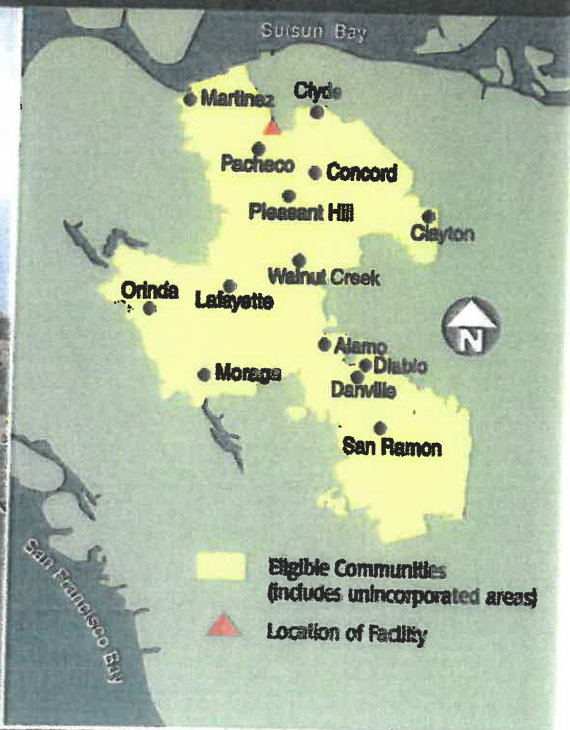 Suisun Bay
Martinez
Clyde
Pacheco
Concord
Pleasant Hill
Clayton
Walnut Creek
Orinda
Lafayette
N
Alamo
Diablo
Moraga
Danville
San Ramon
San Francisco Bay
Eligible Communities
(includes unincorporated areas)
Location of Facility